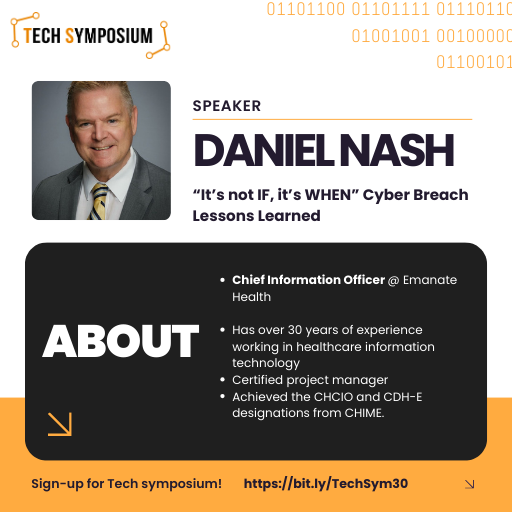 01101100 01101111 01110110
TECH SYMPOSIUM
01001001 00100000
01100101
SPEAKER
DANIEL NASH
“It’s not IF, it’s WHEN” Cyber Breach
Lessons Learned
ABOUT
• Chief Information Officer @ Emanate
Health
• Has over 30 years of experience
working in healthcare information
technology
• Certified project manager
• Achieved the CHCIO and CDH-E
designations from CHIME.
Sign-up for Tech symposium! https://bit.ly/TechSym30